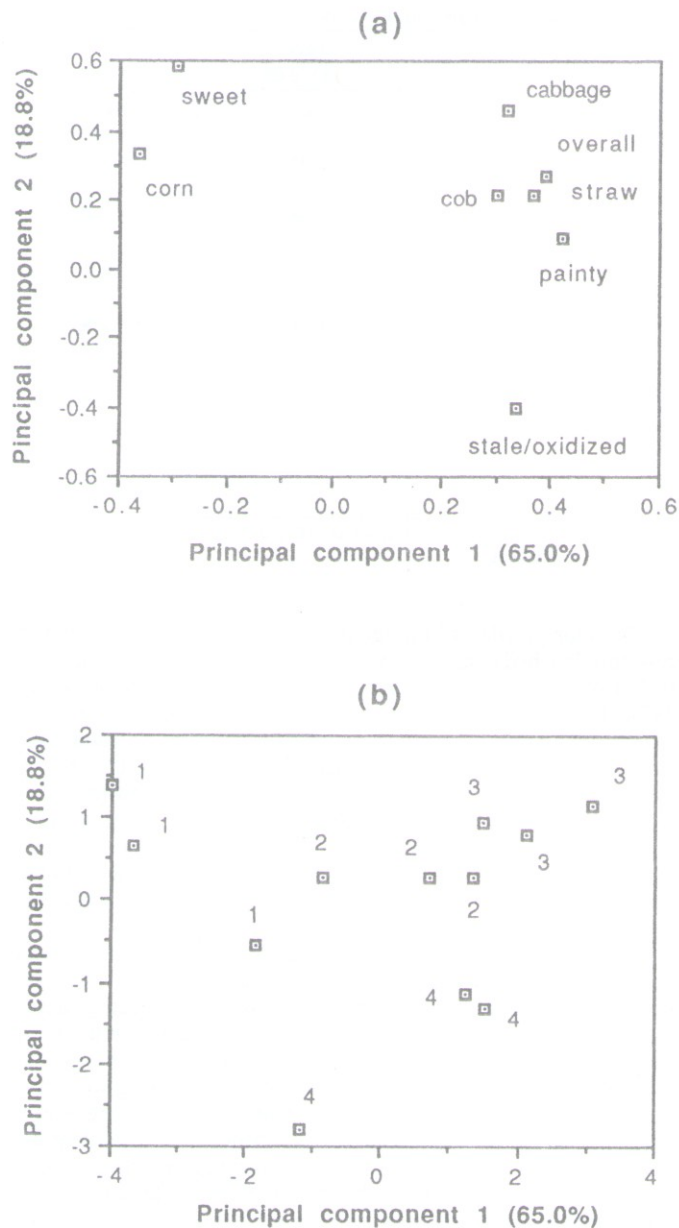 (a)
Pincipal component 2 (18.8%)
0.6
0.4
0.2
0.0
-0.2
-0.4
-0.6
sweet
corn
cabbage
overall
cob
straw
painty
stale/oxidized
-0.4
-0.2
0.0
0.2
0.4
0.6
Principal component 1 (65.0%)
(b)
Principal component 2 (18.8%)
2
1
0
-1
-2
-3
1
1
1
2
2
2
3
3
3
4
4
4
-4
-2
0
2
4
Principal component 1 (65.0%)